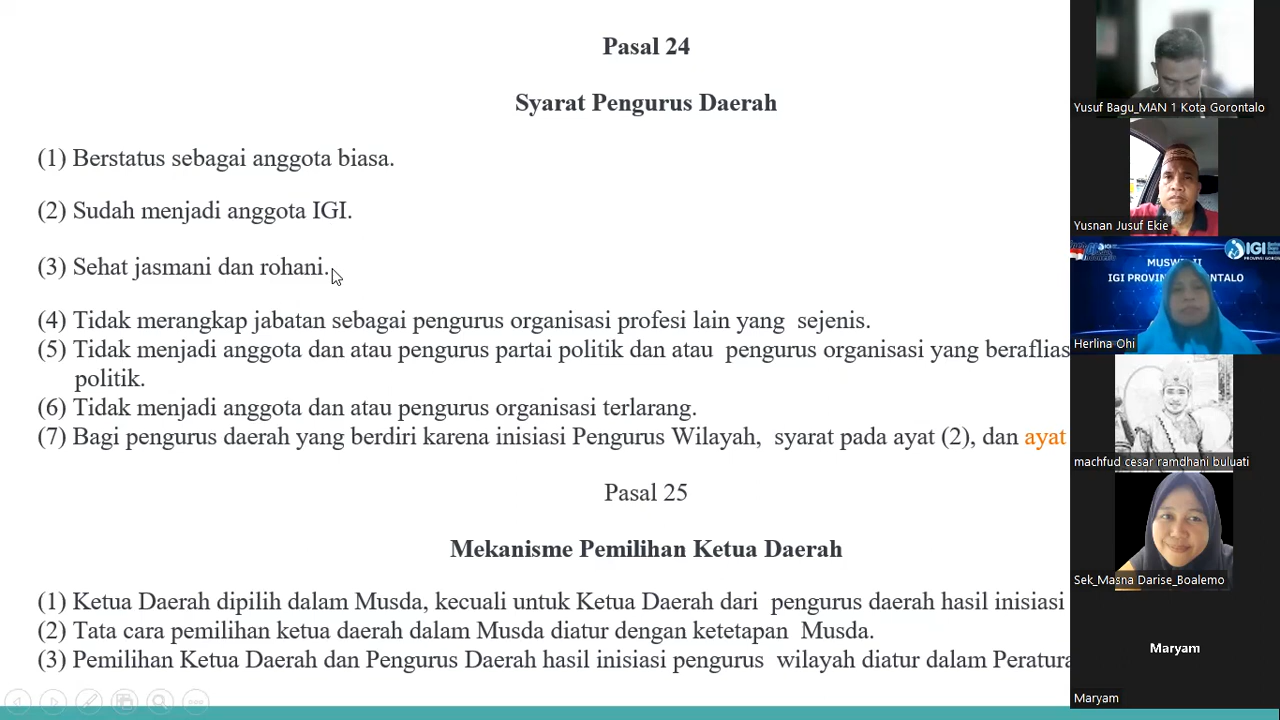 Pasal 24
Syarat Pengurus Daerah
(1) Berstatus sebagai anggota biasa.
(2) Sudah menjadi anggota IGI.
(3) Sehat jasmani dan rohani.
(4) Tidak merangkap jabatan sebagai pengurus organisasi profesi lain yang sejenis.
(5) Tidak menjadi anggota dan atau pengurus partai politik dan atau pengurus organisasi yang beraflias
politik.
(6) Tidak menjadi anggota dan atau pengurus organisasi terlarang.
(7) Bagi pengurus daerah yang berdiri karena inisiasi Pengurus Wilayah, syarat pada ayat (2), dan ayat
Pasal 25
Mekanisme Pemilihan Ketua Daerah
(1) Ketua Daerah dipilih dalam Musda, kecuali untuk Ketua Daerah dari pengurus daerah hasil inisiasi
(2) Tata cara pemilihan ketua daerah dalam Musda diatur dengan ketetapan Musda.
(3) Pemilihan Ketua Daerah dan Pengurus Daerah hasil inisiasi pengurus wilayah diatur dalam Peratura
Yusuf Bagu_MAN 1 Kota Gorontalo
Yusnan Jusuf Ekie
IGI
MUSW II
IGI PROVIN NTALO
Herlina Ohi
machfud cesar ramdhani buluati
Sek_Masna Darise_Boalemo
Maryam
Maryam